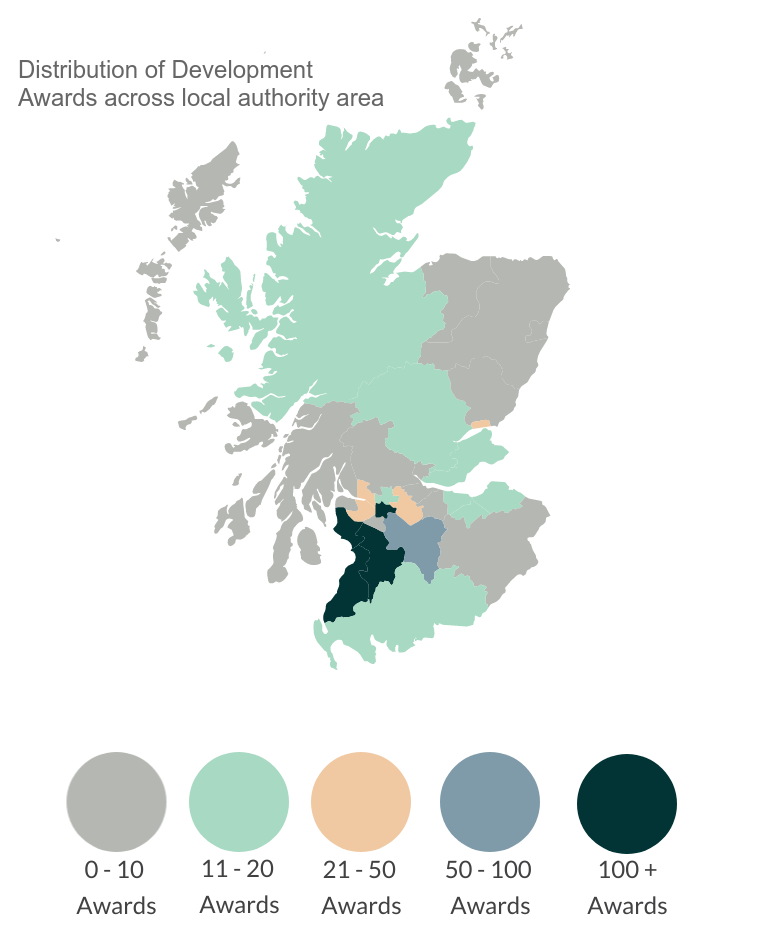 Distribution of Development
Awards across local authority area
0 - 10
Awards
11 - 20
Awards
21 - 50
Awards
50 - 100
Awards
100 +
Awards